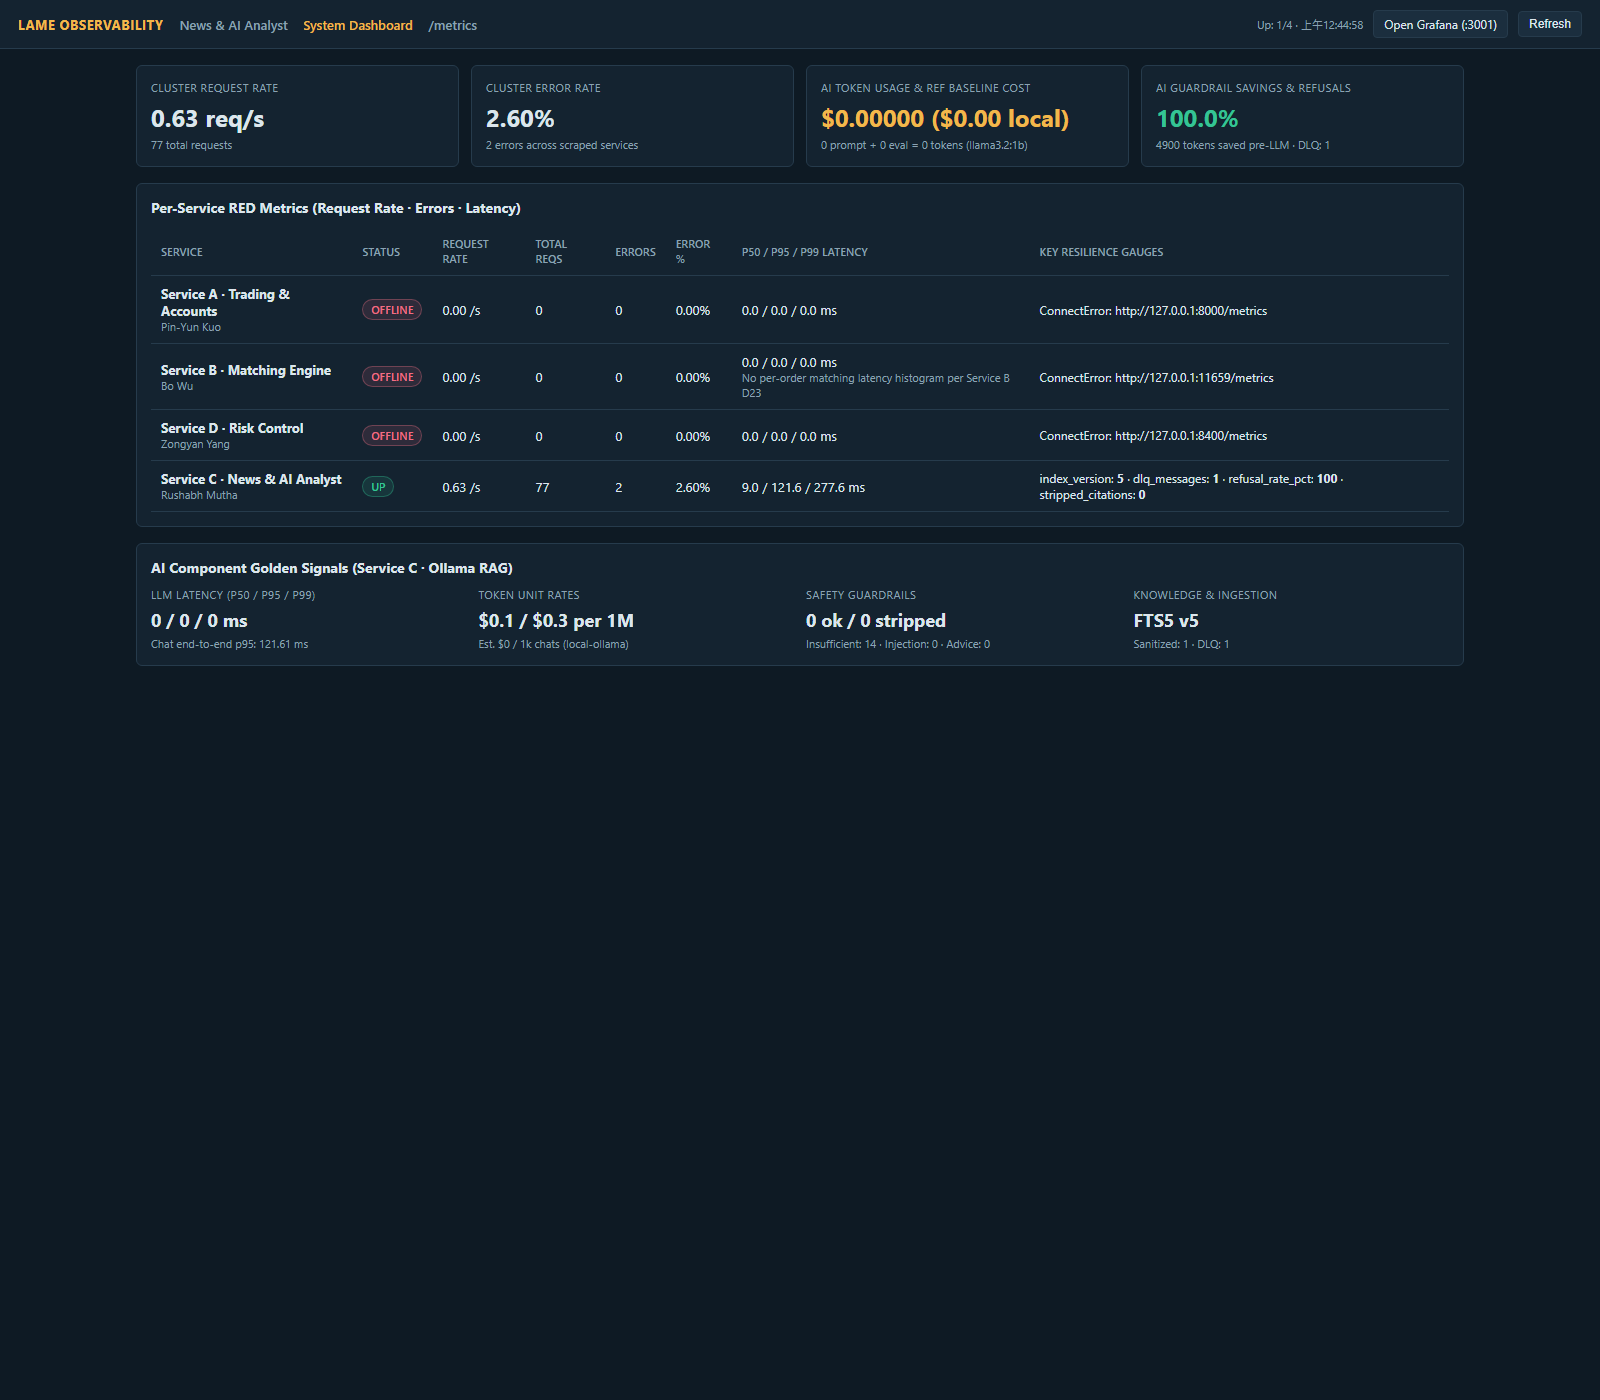 LAME OBSERVABILITY News & AI Analyst System Dashboard /metrics Up: 1/4 · 上午12:44:58 Open Grafana (:3001) Refresh
CLUSTER REQUEST RATE
0.63 req/s
77 total requests
CLUSTER ERROR RATE
2.60%
2 errors across scraped services
AI TOKEN USAGE & REF BASELINE COST
$0.00000 ($0.00 local)
0 prompt + 0 eval = 0 tokens (llama3.2:1b)
AI GUARDRAIL SAVINGS & REFUSALS
100.0%
4900 tokens saved pre-LLM · DLQ: 1
Per-Service RED Metrics (Request Rate · Errors · Latency)
SERVICE
STATUS
REQUEST
RATE
TOTAL
REQS
ERRORS
ERROR
%
P50 / P95 / P99 LATENCY
KEY RESILIENCE GAUGES
Service A · Trading &
Accounts
Pin-Yun Kuo
OFFLINE
0.00 /s
0
0
0.00%
0.0 / 0.0 / 0.0 ms
ConnectError: http://127.0.0.1:8000/metrics
Service B · Matching Engine
Bo Wu
OFFLINE
0.00 /s
0
0
0.00%
0.0 / 0.0 / 0.0 ms
No per-order matching latency histogram per Service B
D23
ConnectError: http://127.0.0.1:11659/metrics
Service D · Risk Control
Zongyan Yang
OFFLINE
0.00 /s
0
0
0.00%
0.0 / 0.0 / 0.0 ms
ConnectError: http://127.0.0.1:8400/metrics
Service C · News & AI Analyst
Rushabh Mutha
UP
0.63 /s
77
2
2.60%
9.0 / 121.6 / 277.6 ms
index_version: 5 · dlq_messages: 1 · refusal_rate_pct: 100 ·
stripped_citations: 0
AI Component Golden Signals (Service C · Ollama RAG)
LLM LATENCY (P50 / P95 / P99)
0 / 0 / 0 ms
Chat end-to-end p95: 121.61 ms
TOKEN UNIT RATES
$0.1 / $0.3 per 1M
Est. $0 / 1k chats (local-ollama)
SAFETY GUARDRAILS
0 ok / 0 stripped
Insufficient: 14 · Injection: 0 · Advice: 0
KNOWLEDGE & INGESTION
FTS5 v5
Sanitized: 1 · DLQ: 1